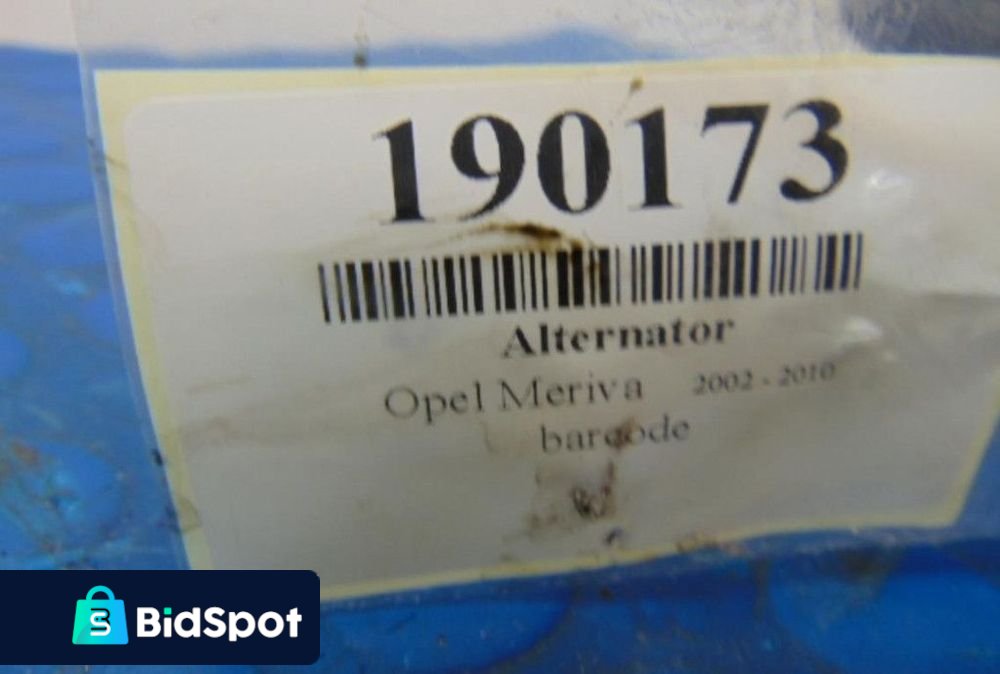 190173
Alternator
Opel Meriva 2002 - 2010
barcode
BidSpot